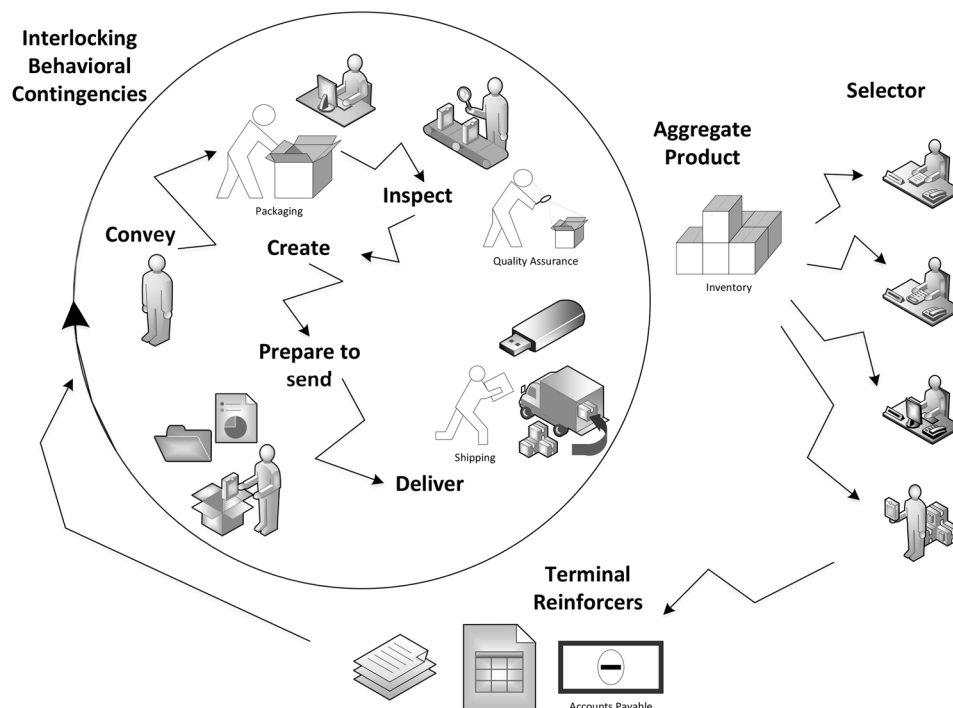 Interlocking
Behavioral
Contingencies
Selector
Aggregate
Product
Packaging
Inspect
Convey
Create
Quality Assurance
Inventory
Prepare to
send
Shipping
Deliver
Terminal
Reinforcers
Accounts Payable